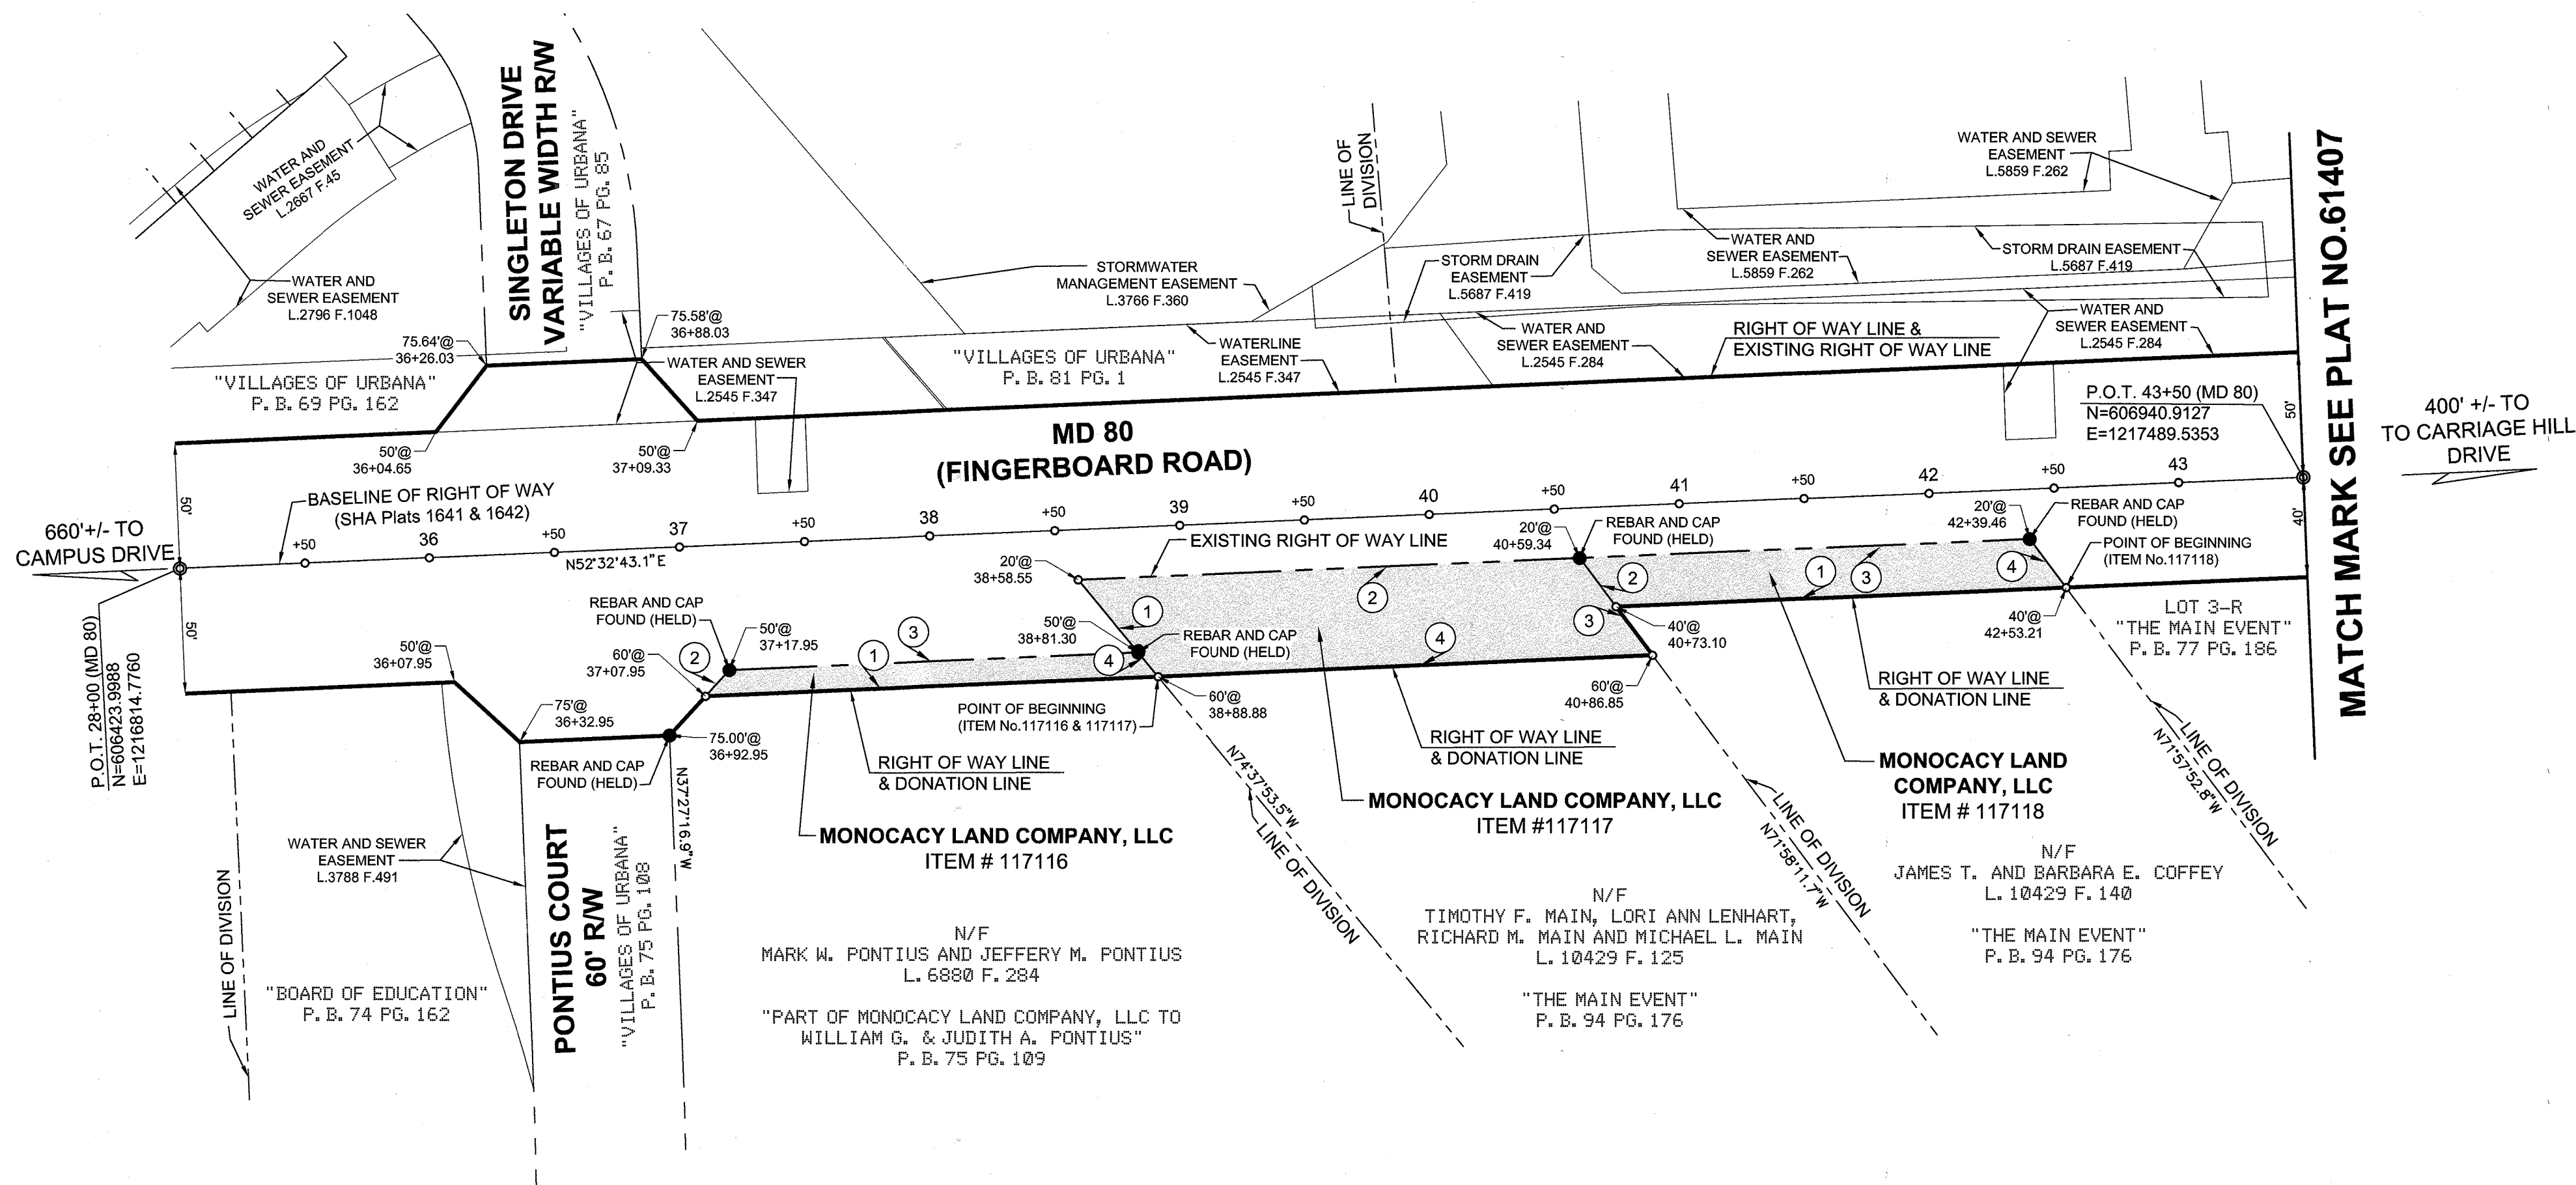 SINGLETON DRIVE
VARIABLE WIDTH R/W
"VILLAGES OF URBANA"
P. B. 67 PG. 85
WATER AND
SEWER EASEMENT
L.2667 F.45
WATER AND
SEWER EASEMENT
L.2796 F.1048
75.64'@
36+26.03
75.58'@
36+88.03
"VILLAGES OF URBANA"
P. B. 69 PG. 162
WATER AND SEWER
EASEMENT
L.2545 F.347
50'@
36+04.65
50'@
37+09.33
STORMWATER
MANAGEMENT EASEMENT
L.3766 F.360
"VILLAGES OF URBANA"
P. B. 81 PG. 1
WATERLINE
EASEMENT
L.2545 F.347
LINE OF
DIVISION
STORM DRAIN
EASEMENT
L.5687 F.419
WATER AND
SEWER EASEMENT
L.2545 F.284
WATER AND
SEWER EASEMENT
L.5859 F.262
WATER AND SEWER
EASEMENT
L.5859 F.262
STORM DRAIN EASEMENT
L.5687 F.419
RIGHT OF WAY LINE &
EXISTING RIGHT OF WAY LINE
WATER AND
SEWER EASEMENT
L.2545 F.284
P.O.T. 43+50 (MD 80)
N=606940.9127
E=1217489.5353
50'
40'
MATCH MARK SEE PLAT NO.61407
400' +/- TO
TO CARRIAGE HILL
DRIVE
MD 80
(FINGERBOARD ROAD)
50'
50'
660'+/- TO
CAMPUS DRIVE
BASELINE OF RIGHT OF WAY
(SHA Plats 1641 & 1642)
+50
36
+50
37
+50
38
+50
39
+50
40
+50
41
+50
42
+50
43
N52°32'43.1"E
P.O.T. 28+00 (MD 80)
N=606423.9988
E=1216814.7760
EXISTING RIGHT OF WAY LINE
20'@
38+58.55
20'@
40+59.34
REBAR AND CAP
FOUND (HELD)
20'@
42+39.46
REBAR AND CAP
FOUND (HELD)
POINT OF BEGINNING
(ITEM No.117118)
REBAR AND CAP
FOUND (HELD)
50'@
37+17.95
60'@
37+07.95
2
3
1
4
50'@
38+81.30
REBAR AND CAP
FOUND (HELD)
1
2
3
4
2
1
3
4
40'@
40+73.10
40'@
42+53.21
50'@
36+07.95
75'@
36+32.95
75.00'@
36+92.95
REBAR AND CAP
FOUND (HELD)
POINT OF BEGINNING
(ITEM No.117116 & 117117)
60'@
38+88.88
60'@
40+86.85
RIGHT OF WAY LINE
& DONATION LINE
RIGHT OF WAY LINE
& DONATION LINE
RIGHT OF WAY LINE
& DONATION LINE
LOT 3-R
"THE MAIN EVENT"
P. B. 77 PG. 186
MONOCACY LAND COMPANY, LLC
ITEM # 117116
MONOCACY LAND COMPANY, LLC
ITEM #117117
MONOCACY LAND
COMPANY, LLC
ITEM # 117118
N37°27'16.9"W
N74°37'53.5"W
LINE OF DIVISION
N71°58'11.7"W
LINE OF DIVISION
N71°57'52.8"W
LINE OF DIVISION
LINE OF DIVISION
WATER AND SEWER
EASEMENT
L.3788 F.491
"BOARD OF EDUCATION"
P. B. 74 PG. 162
PONTIUS COURT
60' R/W
"VILLAGES OF URBANA"
P. B. 75 PG. 108
N/F
MARK W. PONTIUS AND JEFFERY M. PONTIUS
L. 6880 F. 284
"PART OF MONOCACY LAND COMPANY, LLC TO
WILLIAM G. & JUDITH A. PONTIUS"
P. B. 75 PG. 109
N/F
TIMOTHY F. MAIN, LORI ANN LENHART,
RICHARD M. MAIN AND MICHAEL L. MAIN
L. 10429 F. 125
"THE MAIN EVENT"
P. B. 94 PG. 176
N/F
JAMES T. AND BARBARA E. COFFEY
L. 10429 F. 140
"THE MAIN EVENT"
P. B. 94 PG. 176